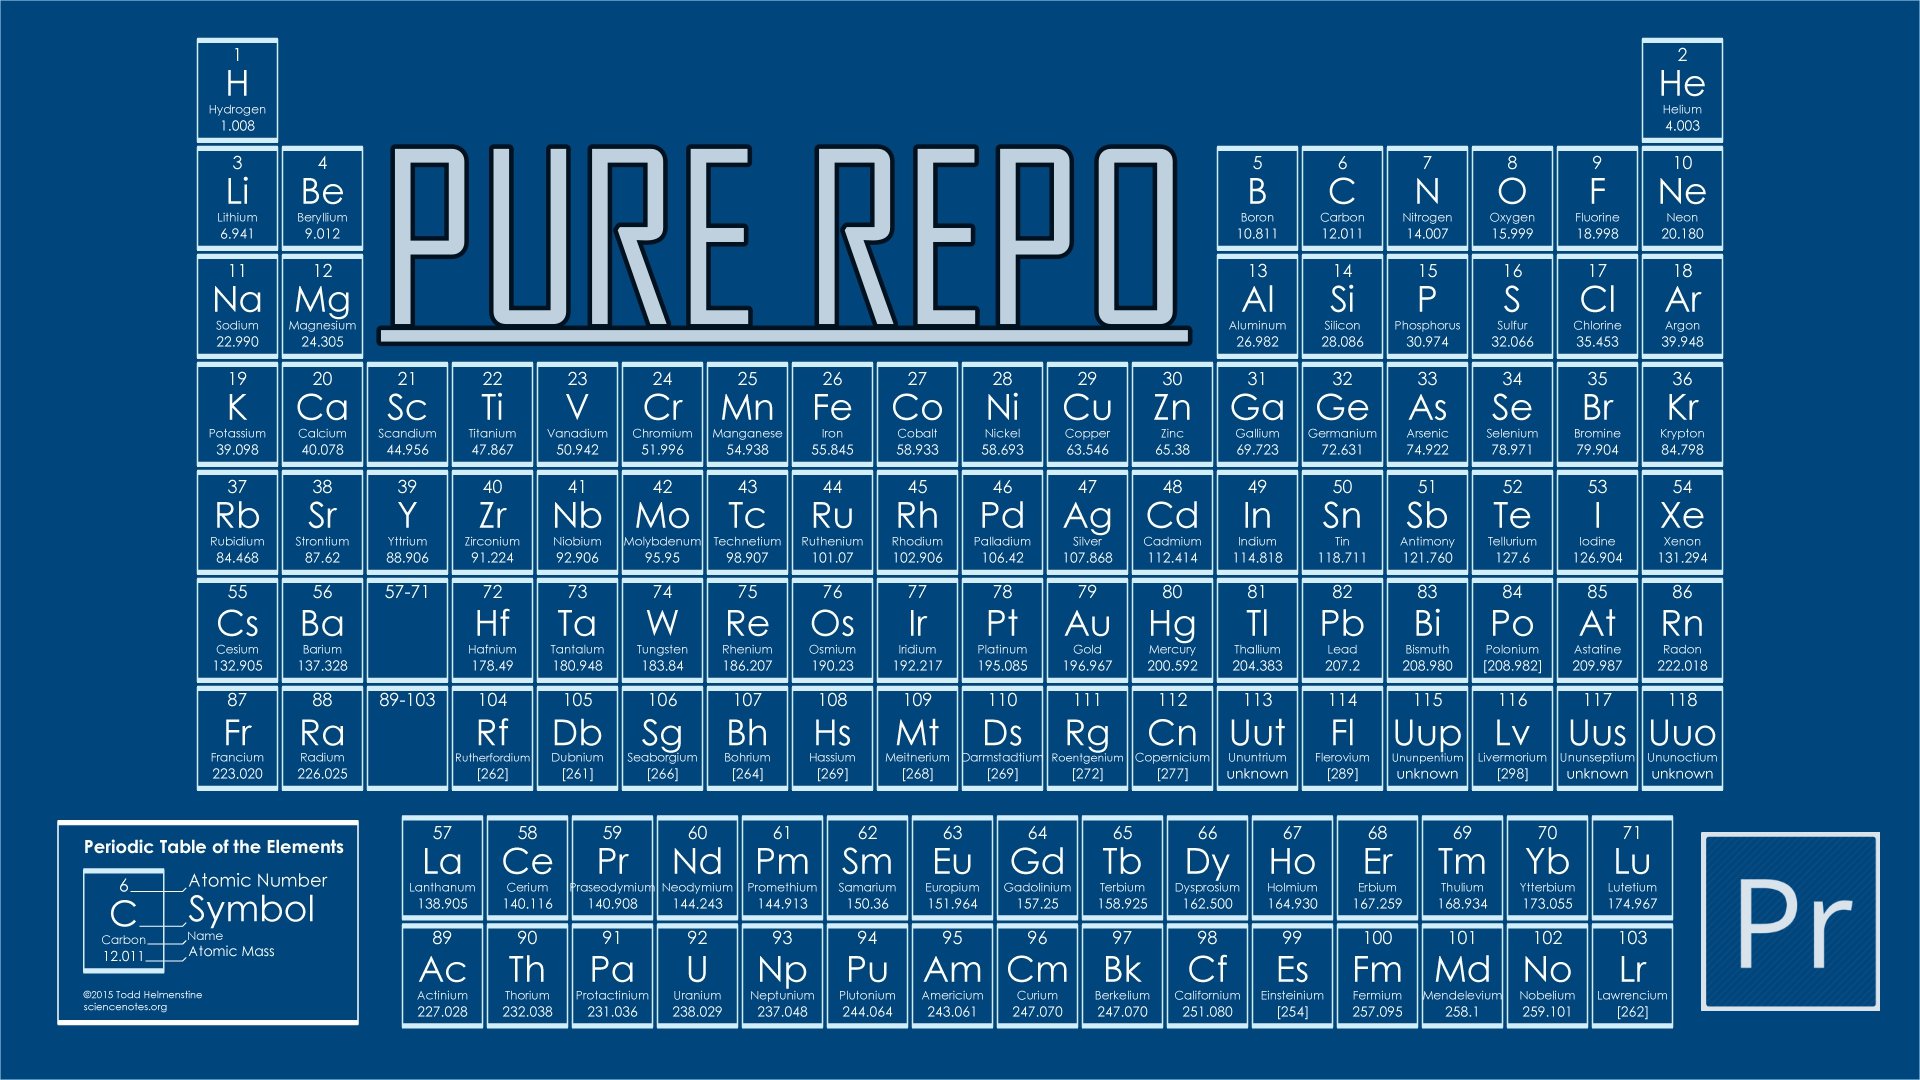 1 2
H He
Hydrogen Helium
1.008 4.003
PURE REPO
3 4 5 6 7 8 9 10
Li Be B C N O F Ne
Lithium Beryllium Boron Carbon Nitrogen Oxygen Fluorine Neon
6.941 9.012 10.811 12.011 14.007 15.999 18.998 20.180
11 12 13 14 15 16 17 18
Na Mg Al Si P S Cl Ar
Sodium Magnesium Aluminum Silicon Phosphorus Sulfur Chlorine Argon
22.990 24.305 26.982 28.086 30.974 32.066 35.453 39.948
19 20 21 22 23 24 25 26 27 28 29 30 31 32 33 34 35 36
K Ca Sc Ti V Cr Mn Fe Co Ni Cu Zn Ga Ge As Se Br Kr
Potassium Calcium Scandium Titanium Vanadium Chromium Manganese Iron Cobalt Nickel Copper Zinc Gallium Germanium Arsenic Selenium Bromine Krypton
39.098 40.078 44.956 47.867 50.942 51.996 54.938 55.845 58.933 58.693 63.546 65.38 69.723 72.631 74.922 78.971 79.904 84.798
37 38 39 40 41 42 43 44 45 46 47 48 49 50 51 52 53 54
Rb Sr Y Zr Nb Mo Tc Ru Rh Pd Ag Cd In Sn Sb Te I Xe
Rubidium Strontium Yttrium Zirconium Niobium Molybdenum Technetium Ruthenium Rhodium Palladium Silver Cadmium Indium Tin Antimony Tellurium Iodine Xenon
84.468 87.62 88.906 91.224 92.906 95.95 98.907 101.07 102.906 106.42 107.868 112.414 114.818 118.711 121.760 127.6 126.904 131.294
55 56 57-71 72 73 74 75 76 77 78 79 80 81 82 83 84 85 86
Cs Ba Hf Ta W Re Os Ir Pt Au Hg Tl Pb Bi Po At Rn
Cesium Barium Hafnium Tantalum Tungsten Rhenium Osmium Iridium Platinum Gold Mercury Thallium Lead Bismuth Polonium Astatine Radon
132.905 137.328 178.49 180.948 183.84 186.207 190.23 192.217 195.085 196.967 200.592 204.383 207.2 208.980 [208.982] 209.987 222.018
87 88 89-103 104 105 106 107 108 109 110 111 112 113 114 115 116 117 118
Fr Ra Rf Db Sg Bh Hs Mt Ds Rg Cn Uut Fl Uup Lv Uus Uuo
Francium Radium Rutherfordium Dubnium Seaborgium Bohrium Hassium Meitnerium Darmstadtium Roentgenium Copernicium Ununtrium Flerovium Ununpentium Livermorium Ununseptium Ununoctium
223.020 226.025 [262] [261] [266] [264] [269] [268] [269] [272] [277] unknown [289] unknown [298] unknown unknown
Periodic Table of the Elements
6 Atomic Number
C Symbol
Carbon Name
12.011 Atomic Mass
©2015 Todd Helmenstine
sciencenotes.org
57 58 59 60 61 62 63 64 65 66 67 68 69 70 71
La Ce Pr Nd Pm Sm Eu Gd Tb Dy Ho Er Tm Yb Lu
Lanthanum Cerium Praseodymium Neodymium Promethium Samarium Europium Gadolinium Terbium Dysprosium Holmium Erbium Thulium Ytterbium Lutetium
138.905 140.116 140.908 144.243 144.913 150.36 151.964 157.25 158.925 162.500 164.930 167.259 168.934 173.055 174.967
89 90 91 92 93 94 95 96 97 98 99 100 101 102 103
Ac Th Pa U Np Pu Am Cm Bk Cf Es Fm Md No Lr
Actinium Thorium Protactinium Uranium Neptunium Plutonium Americium Curium Berkelium Californium Einsteinium Fermium Mendelevium Nobelium Lawrencium
227.028 232.038 231.036 238.029 237.048 244.064 243.061 247.070 247.070 251.080 [254] 257.095 258.1 259.101 [262]
Pr